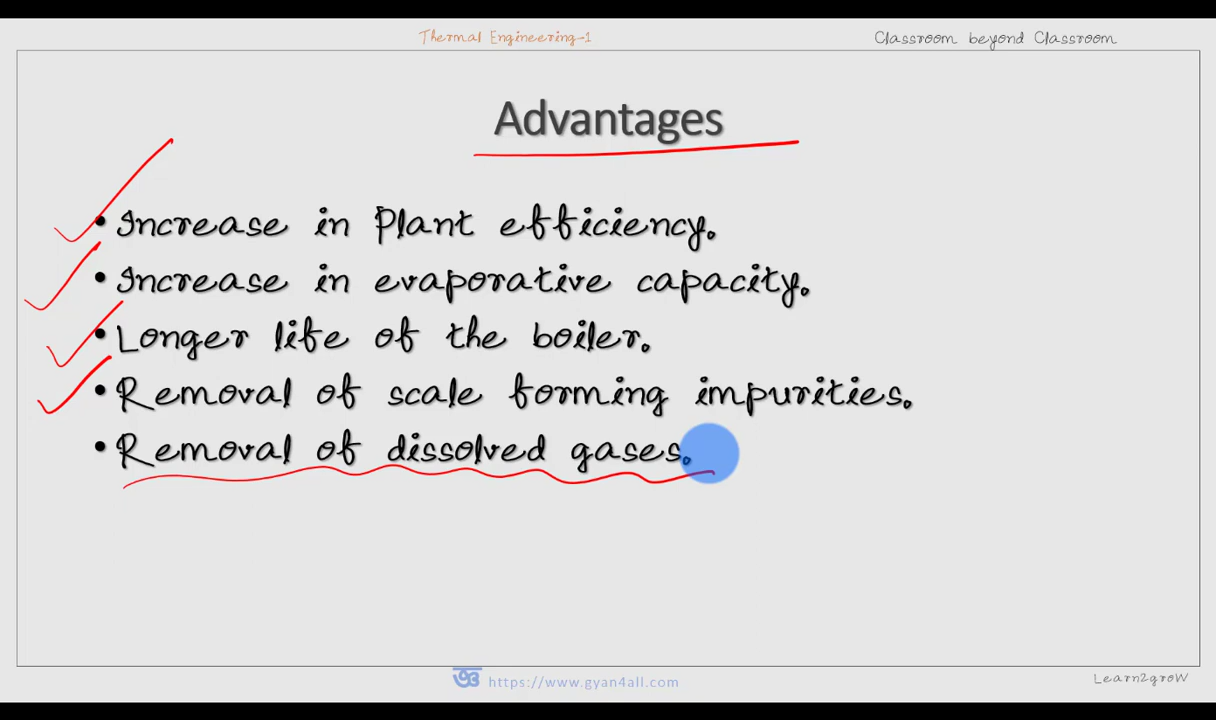 Thermal Engineering-1
Classroom beyond Classroom
Advantages
• Increase in Plant efficiency.
• Increase in evaporative capacity.
• Longer life of the boiler.
• Removal of scale forming impurities.
• Removal of dissolved gases.
https://www.gyan4all.com
Learn2groW